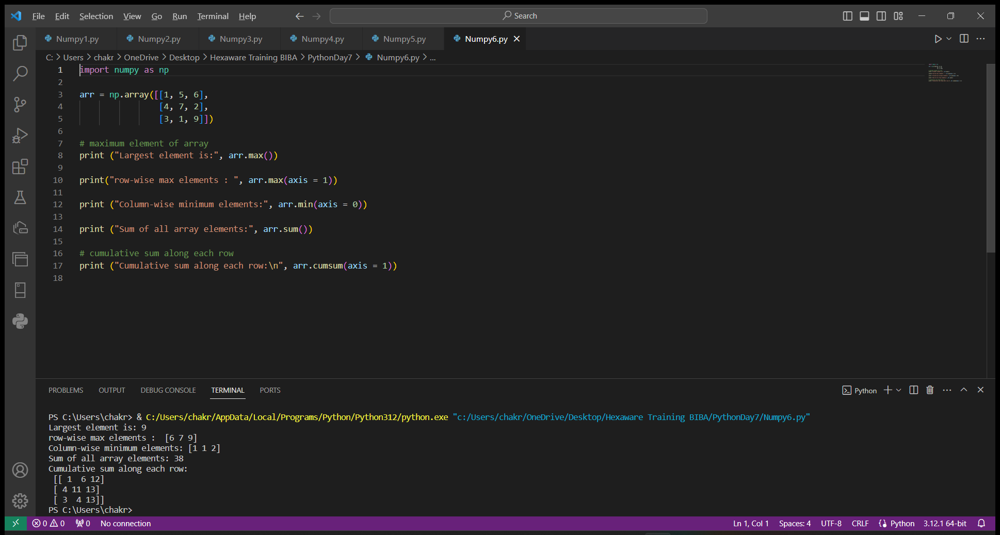 File Edit Selection View Go Run Terminal Help Search
Numpy1.py Numpy2.py Numpy3.py Numpy4.py Numpy5.py Numpy6.py
C: > Users > chakr > OneDrive > Desktop > Hexaware Training BIBA > PythonDay7 > Numpy6.py > ...
1 import numpy as np
2
3 arr = np.array([[1, 5, 6],
4 [4, 7, 2],
5 [3, 1, 9]])
6
7 # maximum element of array
8 print ("Largest element is:", arr.max())
9
10 print("row-wise max elements : ", arr.max(axis = 1))
11
12 print ("Column-wise minimum elements:", arr.min(axis = 0))
13
14 print ("Sum of all array elements:", arr.sum())
15
16 # cumulative sum along each row
17 print ("Cumulative sum along each row:\n", arr.cumsum(axis = 1))
18
PROBLEMS OUTPUT DEBUG CONSOLE TERMINAL PORTS Python
PS C:\Users\chakr> & C:/Users/chakr/AppData/Local/Programs/Python/Python312/python.exe "c:/Users/chakr/OneDrive/Desktop/Hexaware Training BIBA/PythonDay7/Numpy6.py"
Largest element is: 9
row-wise max elements :  [6 7 9]
Column-wise minimum elements: [1 1 2]
Sum of all array elements: 38
Cumulative sum along each row:
[[ 1  6 12]
[ 4 11 13]
[ 3  4 13]]
PS C:\Users\chakr>
0 0 0 No connection Ln 1, Col 1 Spaces: 4 UTF-8 CRLF Python 3.12.1 64-bit